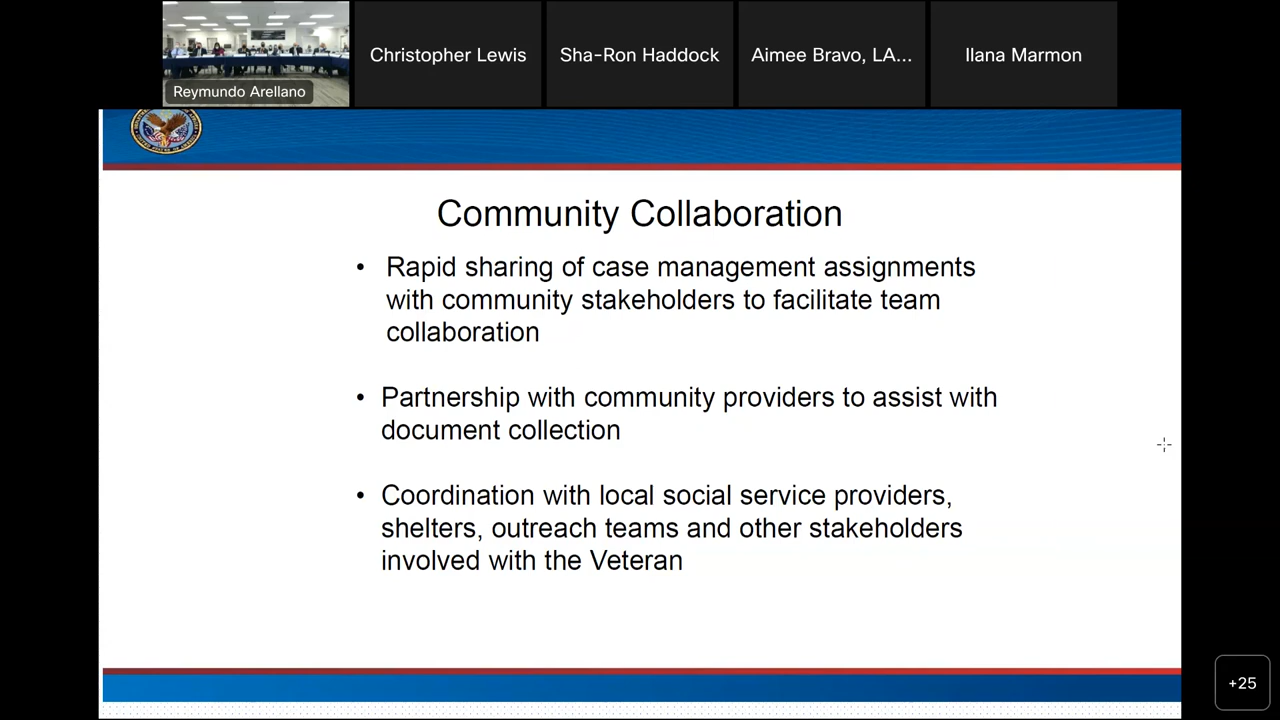 Reymundo Arellano
Christopher Lewis
Sha-Ron Haddock
Aimee Bravo, LA...
Ilana Marmon
Community Collaboration
• Rapid sharing of case management assignments
with community stakeholders to facilitate team
collaboration
• Partnership with community providers to assist with
document collection
• Coordination with local social service providers,
shelters, outreach teams and other stakeholders
involved with the Veteran
+25